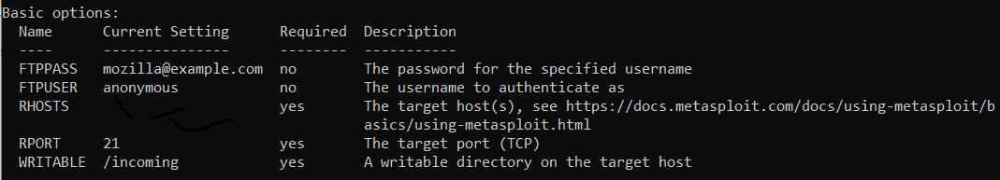 Basic options:
Name Current Setting Required Description
---- --------------- -------- -----------
FTPPASS mozilla@example.com no The password for the specified username
FTPUSER anonymous no The username to authenticate as
RHOSTS yes The target host(s), see https://docs.metasploit.com/docs/using-metasploit/b
asics/using-metasploit.html
RPORT 21 yes The target port (TCP)
WRITABLE /incoming yes A writable directory on the target host